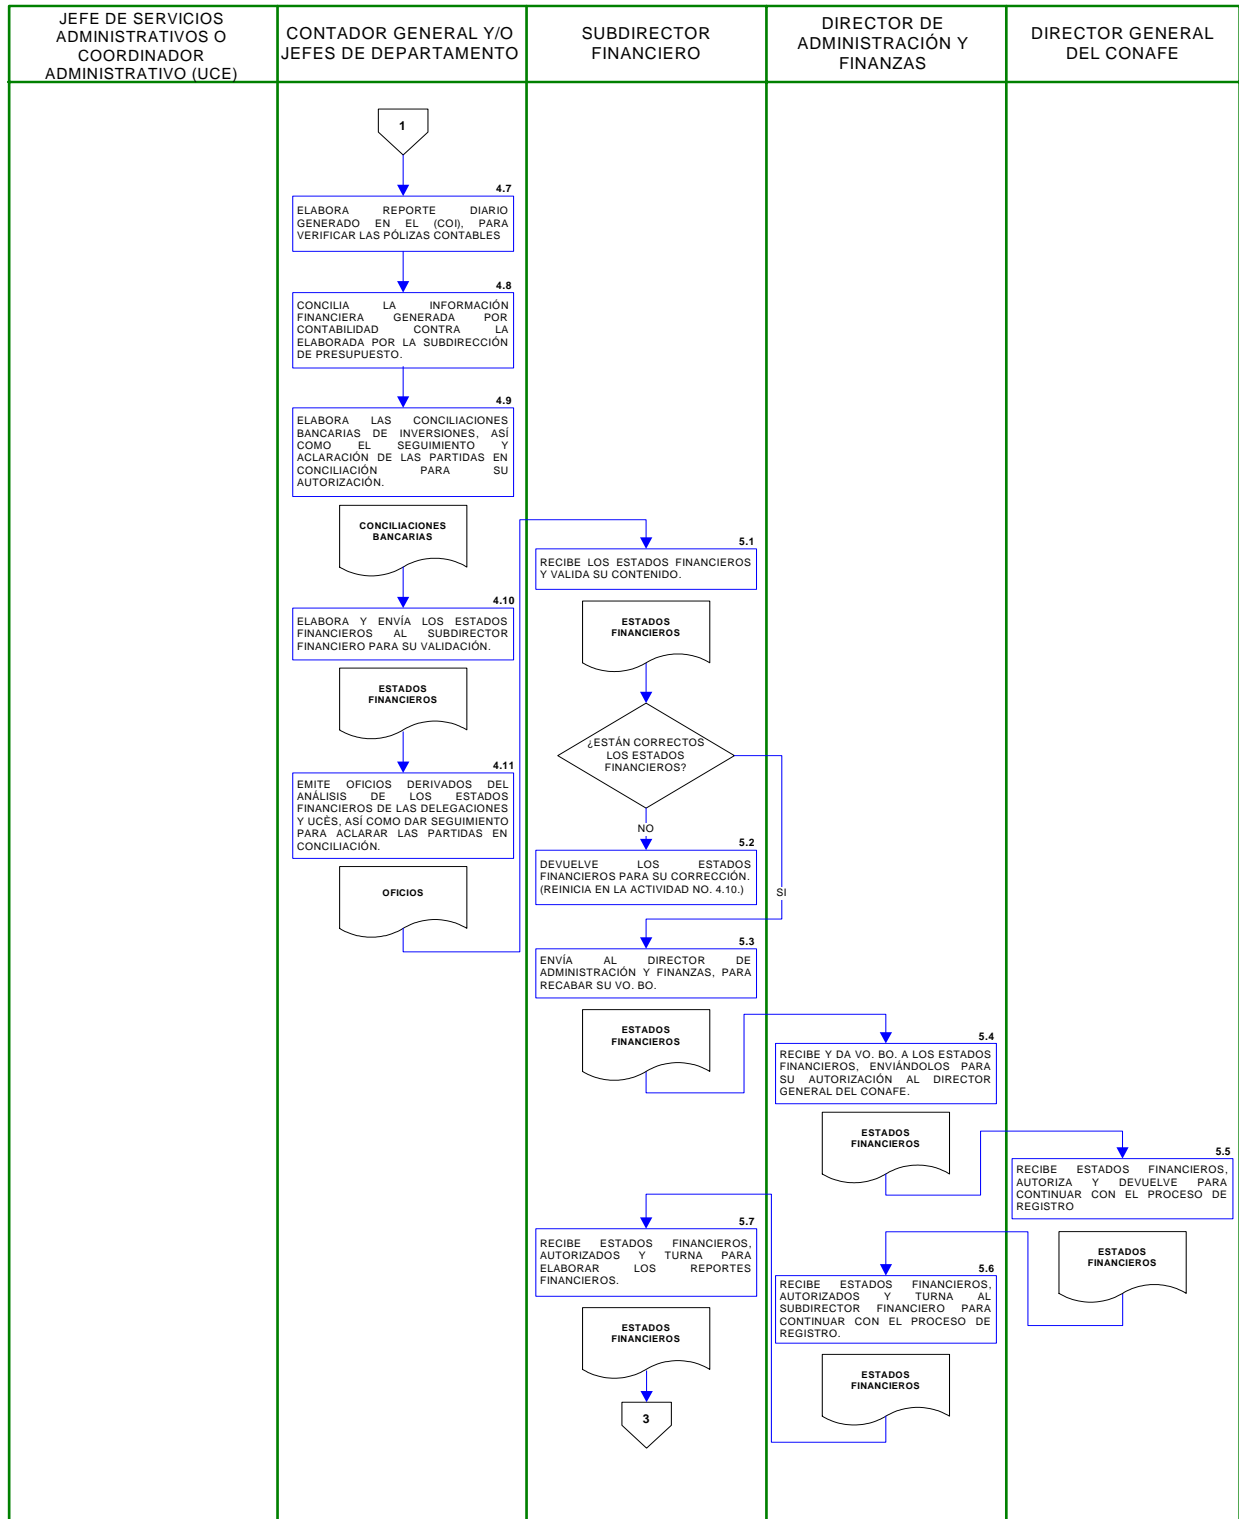 JEFE DE SERVICIOS
ADMINISTRATIVOS O
COORDINADOR
ADMINISTRATIVO (UCE)
CONTADOR GENERAL Y/O
JEFES DE DEPARTAMENTO
SUBDIRECTOR
FINANCIERO
DIRECTOR DE
ADMINISTRACIÓN Y
FINANZAS
DIRECTOR GENERAL
DEL CONAFE
1
4.7
ELABORA REPORTE DIARIO
GENERADO EN EL (COI), PARA
VERIFICAR LAS PÓLIZAS CONTABLES
4.8
CONCILIA LA INFORMACIÓN
FINANCIERA GENERADA POR
CONTABILIDAD CONTRA LA
ELABORADA POR LA SUBDIRECCIÓN
DE PRESUPUESTO.
4.9
ELABORA LAS CONCILIACIONES
BANCARIAS DE INVERSIONES, ASÍ
COMO EL SEGUIMIENTO Y
ACLARACIÓN DE LAS PARTIDAS EN
CONCILIACIÓN PARA SU
AUTORIZACIÓN.
CONCILIACIONES
BANCARIAS
4.10
ELABORA Y ENVÍA LOS ESTADOS
FINANCIEROS AL SUBDIRECTOR
FINANCIERO PARA SU VALIDACIÓN.
ESTADOS
FINANCIEROS
4.11
EMITE OFICIOS DERIVADOS DEL
ANÁLISIS DE LOS ESTADOS
FINANCIEROS DE LAS DELEGACIONES
Y UCÈS, ASÍ COMO DAR SEGUIMIENTO
PARA ACLARAR LAS PARTIDAS EN
CONCILIACIÓN.
OFICIOS
5.1
RECIBE LOS ESTADOS FINANCIEROS
Y VALIDA SU CONTENIDO.
ESTADOS
FINANCIEROS
¿ESTÁN CORRECTOS
LOS ESTADOS
FINANCIEROS?
NO
5.2
DEVUELVE LOS ESTADOS
FINANCIEROS PARA SU CORRECCIÓN.
(REINICIA EN LA ACTIVIDAD NO. 4.10.)
SI
5.3
ENVÍA AL DIRECTOR DE
ADMINISTRACIÓN Y FINANZAS, PARA
RECABAR SU VO. BO.
ESTADOS
FINANCIEROS
5.4
RECIBE Y DA VO. BO. A LOS ESTADOS
FINANCIEROS, ENVIÁNDOLOS PARA
SU AUTORIZACIÓN AL DIRECTOR
GENERAL DEL CONAFE.
ESTADOS
FINANCIEROS
5.5
RECIBE ESTADOS FINANCIEROS,
AUTORIZA Y DEVUELVE PARA
CONTINUAR CON EL PROCESO DE
REGISTRO
ESTADOS
FINANCIEROS
5.6
RECIBE ESTADOS FINANCIEROS,
AUTORIZADOS Y TURNA AL
SUBDIRECTOR FINANCIERO PARA
CONTINUAR CON EL PROCESO DE
REGISTRO.
ESTADOS
FINANCIEROS
5.7
RECIBE ESTADOS FINANCIEROS,
AUTORIZADOS Y TURNA PARA
ELABORAR LOS REPORTES
FINANCIEROS.
ESTADOS
FINANCIEROS
3